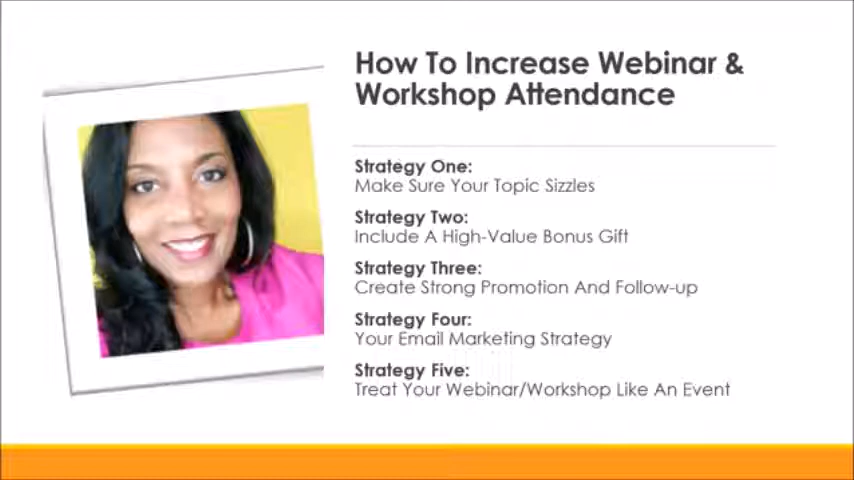 How To Increase Webinar &
Workshop Attendance
Strategy One:
Make Sure Your Topic Sizzles
Strategy Two:
Include A High-Value Bonus Gift
Strategy Three:
Create Strong Promotion And Follow-up
Strategy Four:
Your Email Marketing Strategy
Strategy Five:
Treat Your Webinar/Workshop Like An Event